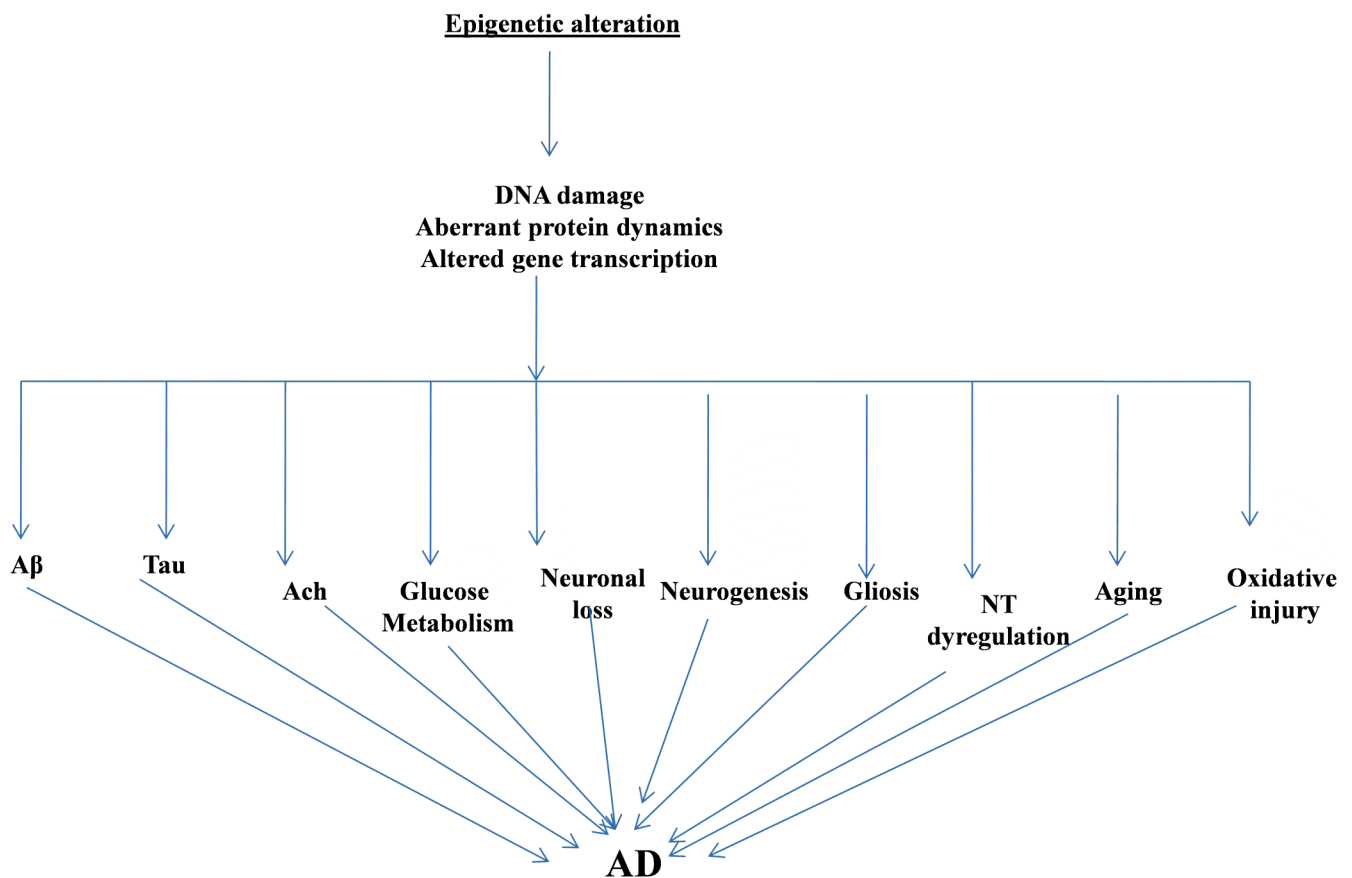 Epigenetic alteration
DNA damage
Aberrant protein dynamics
Altered gene transcription
Aβ
Tau
Ach
Glucose
Metabolism
Neuronal
loss
Neurogenesis
Gliosis
NT
dyregulation
Aging
Oxidative
injury
AD